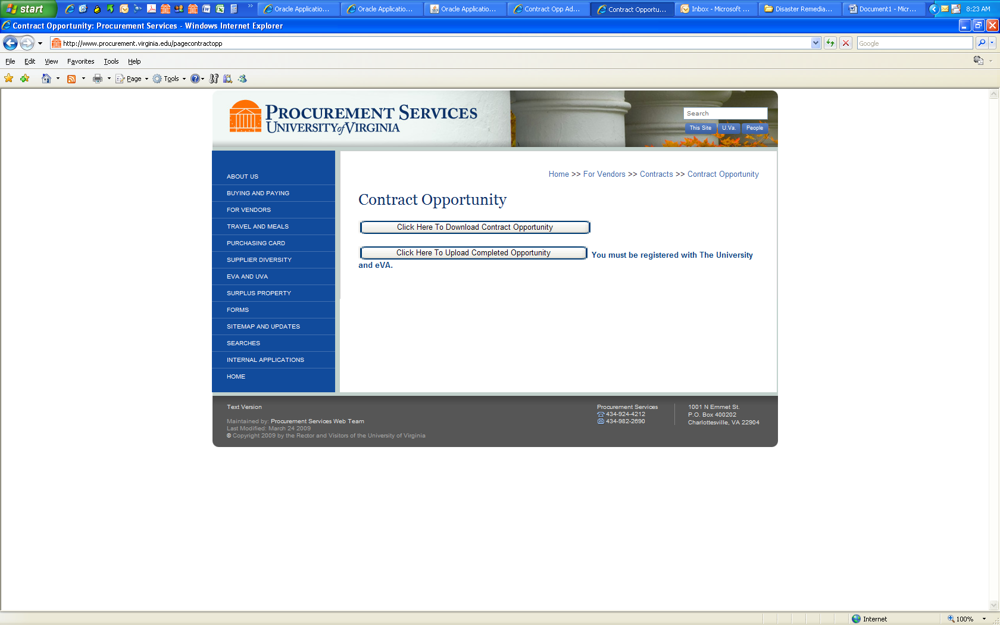 start
Oracle Applicatio...
Oracle Applicatio...
Oracle Applicatio...
Contract Opp Ad...
Contract Opportu...
Inbox - Microsoft ...
Disaster Remedia...
Document1 - Micr...
8:23 AM
Contract Opportunity: Procurement Services - Windows Internet Explorer
http://www.procurement.virginia.edu/pagecontractopp
Google
File Edit View Favorites Tools Help
Page Tools
PROCUREMENT SERVICES
UNIVERSITY of VIRGINIA
Search
This Site U.Va. People
ABOUT US
BUYING AND PAYING
FOR VENDORS
TRAVEL AND MEALS
PURCHASING CARD
SUPPLIER DIVERSITY
EVA AND UVA
SURPLUS PROPERTY
FORMS
SITEMAP AND UPDATES
SEARCHES
INTERNAL APPLICATIONS
HOME
Home >> For Vendors >> Contracts >> Contract Opportunity
Contract Opportunity
Click Here To Download Contract Opportunity
Click Here To Upload Completed Opportunity You must be registered with The University
and eVA.
Text Version
Maintained by: Procurement Services Web Team
Last Modified: March 24 2009
© Copyright 2009 by the Rector and Visitors of the University of Virginia
Procurement Services
434-924-4212
434-982-2690
1001 N Emmet St.
P.O. Box 400202
Charlottesville, VA 22904
Internet
100%